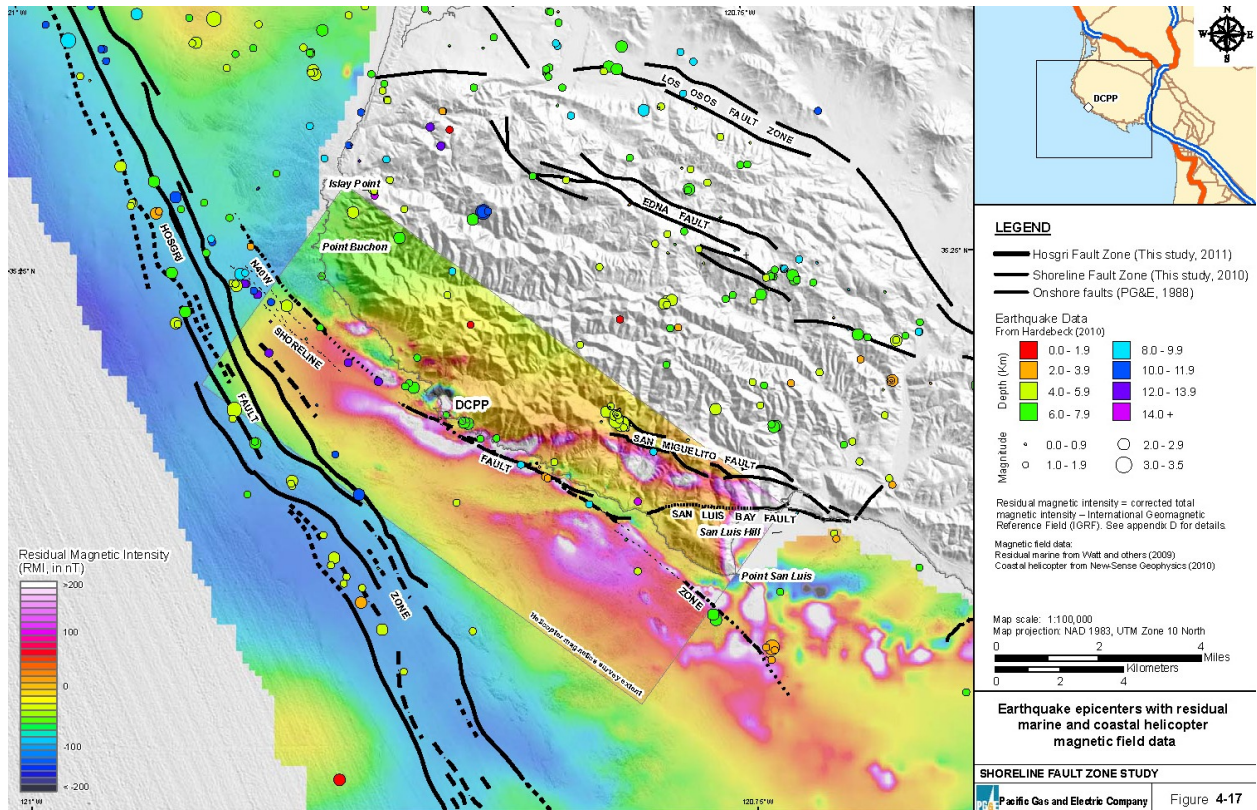 121°W
120.75°W
N
W E
S
DCPP
LOS OSOS FAULT ZONE
Islay Point
EDNA FAULT
Point Buchon
HOSGRI
N40W
35.25° N
35.25°N
SHORELINE
DCPP
FAULT
FAULT
SAN MIGUELITO FAULT
SAN LUIS BAY FAULT
San Luis Hill
Point San Luis
ZONE
ZONE
Helicopter magnetics survey extent
Residual Magnetic Intensity
(RMI, in nT)
>200
100
0
-100
< -200
121°W
120.75°W
LEGEND
Hosgri Fault Zone (This study, 2011)
Shoreline Fault Zone (This study, 2010)
Onshore faults (PG&E, 1988)
Earthquake Data
From Hardebeck (2010)
Depth (Km)
0.0 - 1.9 8.0 - 9.9
2.0 - 3.9 10.0 - 11.9
4.0 - 5.9 12.0 - 13.9
6.0 - 7.9 14.0 +
Magnitude
0.0 - 0.9 2.0 - 2.9
1.0 - 1.9 3.0 - 3.5
Residual magnetic intensity = corrected total
magnetic intensity – International Geomagnetic
Reference Field (IGRF). See appendix D for details.
Magnetic field data:
Residual marine from Watt and others (2009)
Coastal helicopter from New-Sense Geophysics (2010)
Map scale: 1:100,000
Map projection: NAD 1983, UTM Zone 10 North
0 2 4
Miles
Kilometers
0 2 4
Earthquake epicenters with residual
marine and coastal helicopter
magnetic field data
SHORELINE FAULT ZONE STUDY
PG&E Pacific Gas and Electric Company Figure 4-17